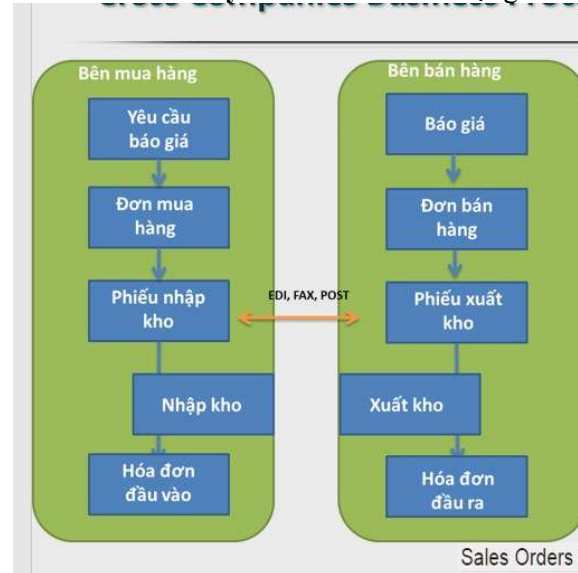 Bên mua hàng
Yêu cầu
báo giá
Đơn mua
hàng
Phiếu nhập
kho
Nhập kho
Hóa đơn
đầu vào
EDI, FAX, POST
Bên bán hàng
Báo giá
Đơn bán
hàng
Phiếu xuất
kho
Xuất kho
Hóa đơn
đầu ra
Sales Orders